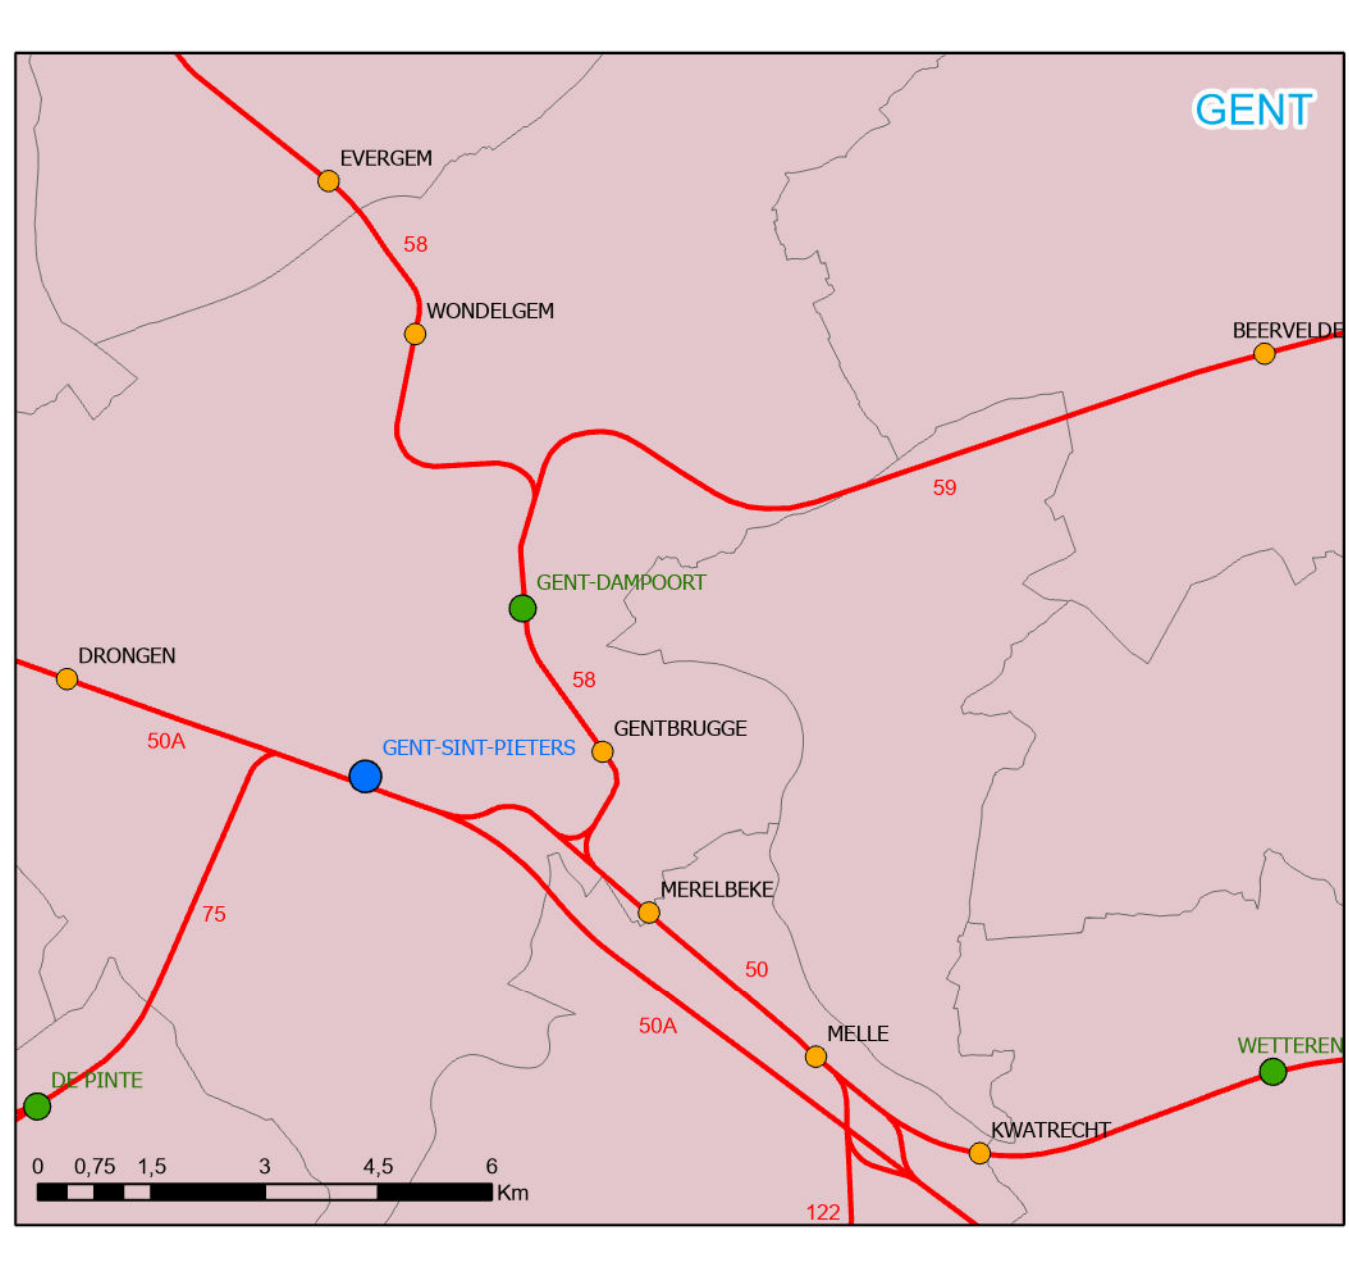 GENT
EVERGEM
58
WONDELGEM
BEERVELDE
59
GENT-DAMPOORT
DRONGEN
58
50A
GENTBRUGGE
GENT-SINT-PIETERS
MERELBEKE
75
50
50A
MELLE
WETTEREN
DE PINTE
KWATRECHT
0 0,75 1,5 3 4,5 6
Km
122